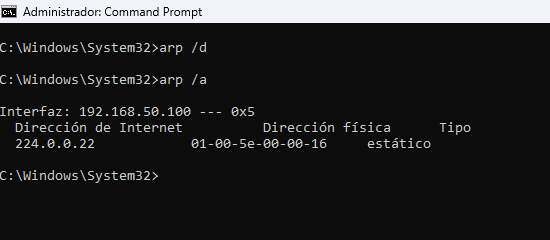 Administrador: Command Prompt
C:\Windows\System32>arp /d
C:\Windows\System32>arp /a
Interfaz: 192.168.50.100 --- 0x5
Dirección de Internet          Dirección física      Tipo
224.0.0.22            01-00-5e-00-00-16     estático
C:\Windows\System32>